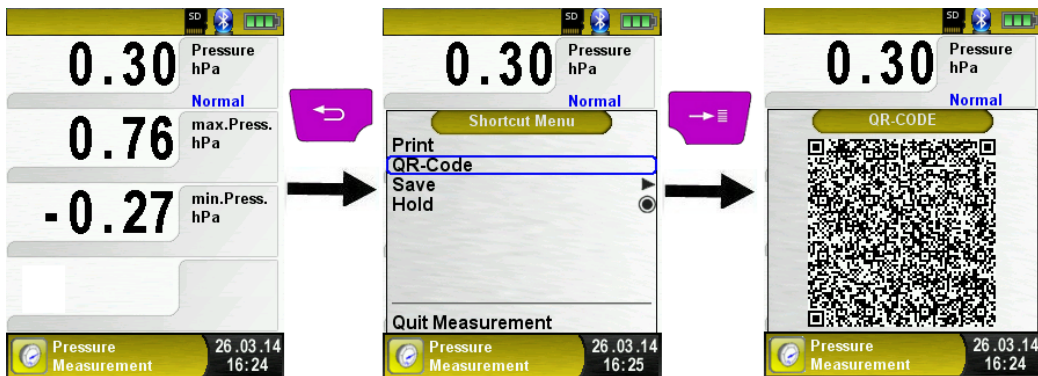 SD
0.30
Pressure
hPa
Normal
0.76
max.Press.
hPa
-0.27
min.Press.
hPa
Pressure
Measurement
26.03.14
16:24
SD
0.30
Pressure
hPa
Normal
Shortcut Menu
Print
QR-Code
Save
Hold
Quit Measurement
Pressure
Measurement
26.03.14
16:25
SD
0.30
Pressure
hPa
Normal
QR-CODE
Pressure
Measurement
26.03.14
16:24